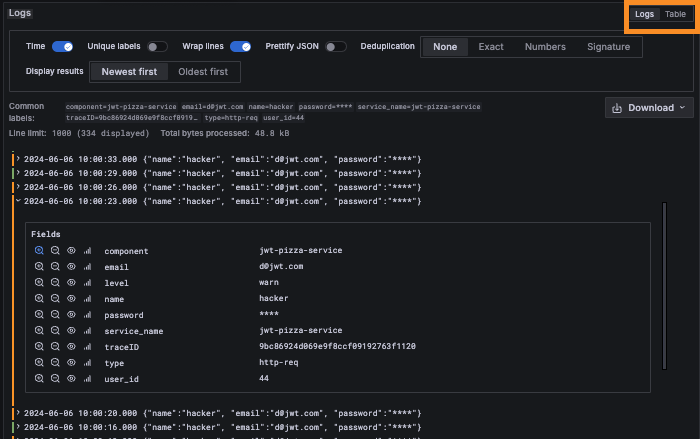 Logs
Logs Table
Time Unique labels Wrap lines Prettify JSON Deduplication None Exact Numbers Signature
Display results Newest first Oldest first
Common labels: component=jwt-pizza-service email=d@jwt.com name=hacker password=**** service_name=jwt-pizza-service
traceID=9bc86924d069e9f8ccf0919… type=http-req user_id=44
Download
Line limit: 1000 (334 displayed) Total bytes processed: 48.8 kB
2024-06-06 10:00:33.000 {"name":"hacker", "email":"d@jwt.com", "password":"****"}
2024-06-06 10:00:29.000 {"name":"hacker", "email":"d@jwt.com", "password":"****"}
2024-06-06 10:00:26.000 {"name":"hacker", "email":"d@jwt.com", "password":"****"}
2024-06-06 10:00:23.000 {"name":"hacker", "email":"d@jwt.com", "password":"****"}
Fields
component jwt-pizza-service
email d@jwt.com
level warn
name hacker
password ****
service_name jwt-pizza-service
traceID 9bc86924d069e9f8ccf09192763f1120
type http-req
user_id 44
2024-06-06 10:00:20.000 {"name":"hacker", "email":"d@jwt.com", "password":"****"}
2024-06-06 10:00:16.000 {"name":"hacker", "email":"d@jwt.com", "password":"****"}